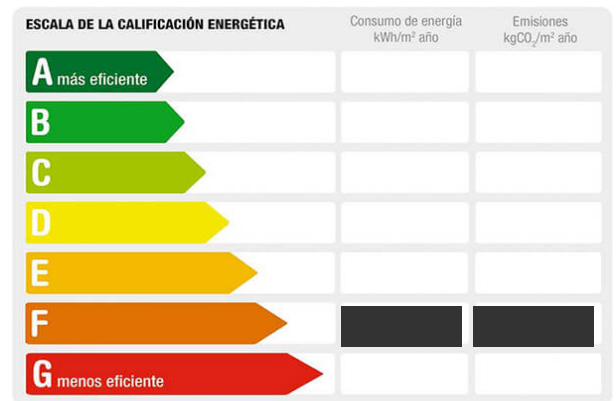 ESCALA DE LA CALIFICACIÓN ENERGÉTICA
Consumo de energía
kWh/m² año
Emisiones
kgCO₂/m² año
A más eficiente
B
C
D
E
F
G menos eficiente